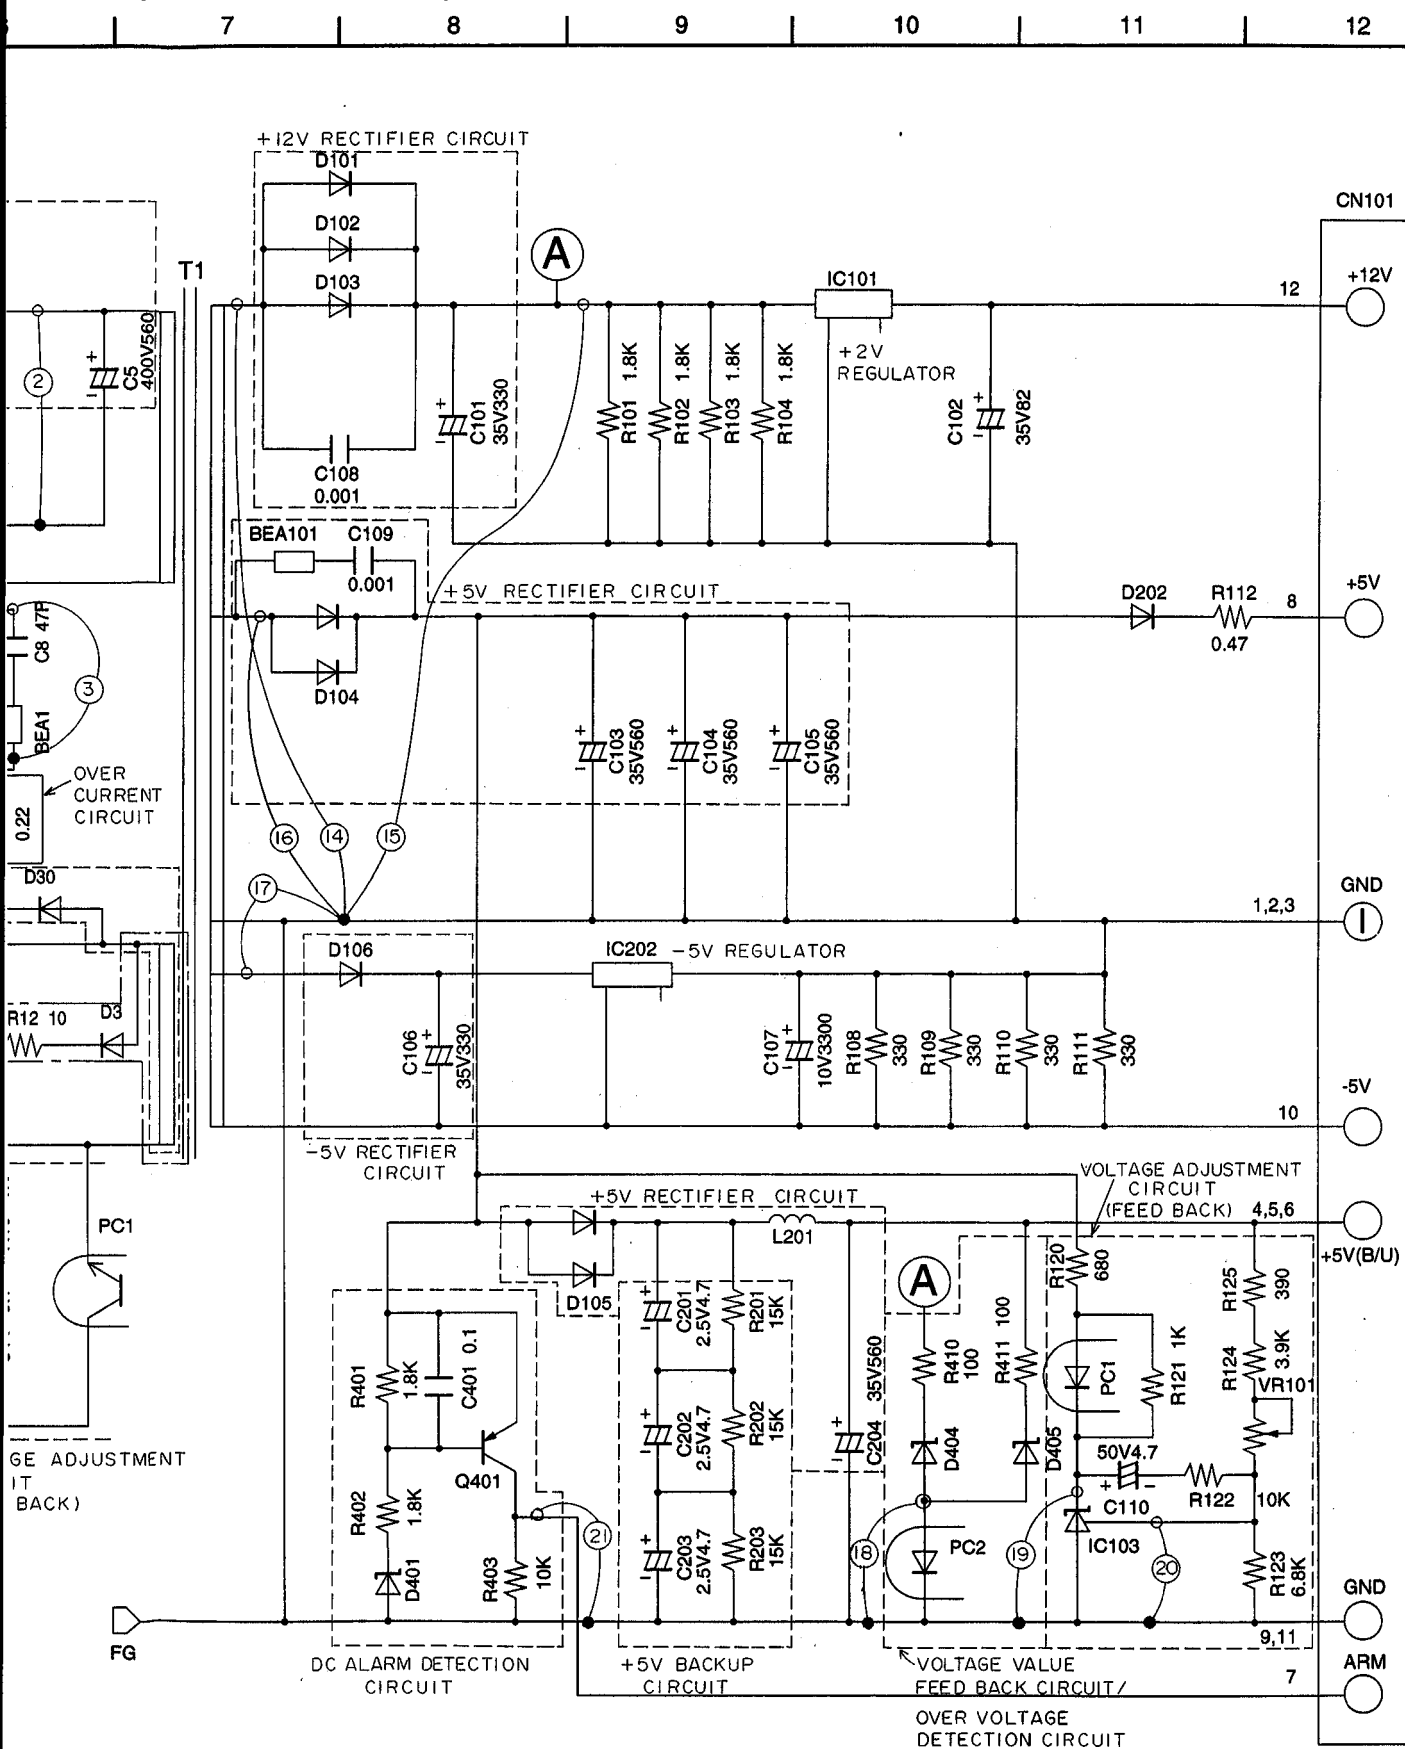 7 8 9 10 11 12
+12V RECTIFIER CIRCUIT
D101
CN101
D102
A
T1
D103
IC101
12
+12V
+2V
REGULATOR
+
C5
400V560
-
2
+
C101
35V330
-
R101 1.8K
R102 1.8K
R103 1.8K
R104 1.8K
+
C102
35V82
-
C108
0.001
BEA101
C109
0.001
+5V RECTIFIER CIRCUIT
D202
R112
0.47
8
+5V
C8 47P
3
BEA1
D104
+
C103
35V560
-
+
C104
35V560
-
+
C105
35V560
-
OVER
CURRENT
CIRCUIT
0.22
16
14
15
D30
17
1,2,3
GND
D106
IC202
-5V REGULATOR
R12 10
D3
+
C106
35V330
-
+
C107
10V3300
-
R108
330
R109
330
R110
330
R111
330
10
-5V
-5V RECTIFIER
CIRCUIT
VOLTAGE ADJUSTMENT
CIRCUIT
(FEED BACK)
+5V RECTIFIER CIRCUIT
4,5,6
+5V(B/U)
PC1
L201
D105
A
R120
680
R125
390
+
C201
2.5V4.7
-
R201
15K
R401
1.8K
C401 0.1
R410
100
R411 100
PC1
R121 1K
R124
3.9K
VR101
+
C202
2.5V4.7
-
R202
15K
+
C204
35V560
-
D404
D405
GE ADJUSTMENT
IT
BACK)
Q401
R402
1.8K
50V4.7
+
-
C110
R122
10K
21
+
C203
2.5V4.7
-
R203
15K
18
PC2
19
IC103
20
R123
6.8K
D401
R403
10K
GND
FG
9,11
DC ALARM DETECTION
CIRCUIT
+5V BACKUP
CIRCUIT
VOLTAGE VALUE
FEED BACK CIRCUIT/
OVER VOLTAGE
DETECTION CIRCUIT
7
ARM